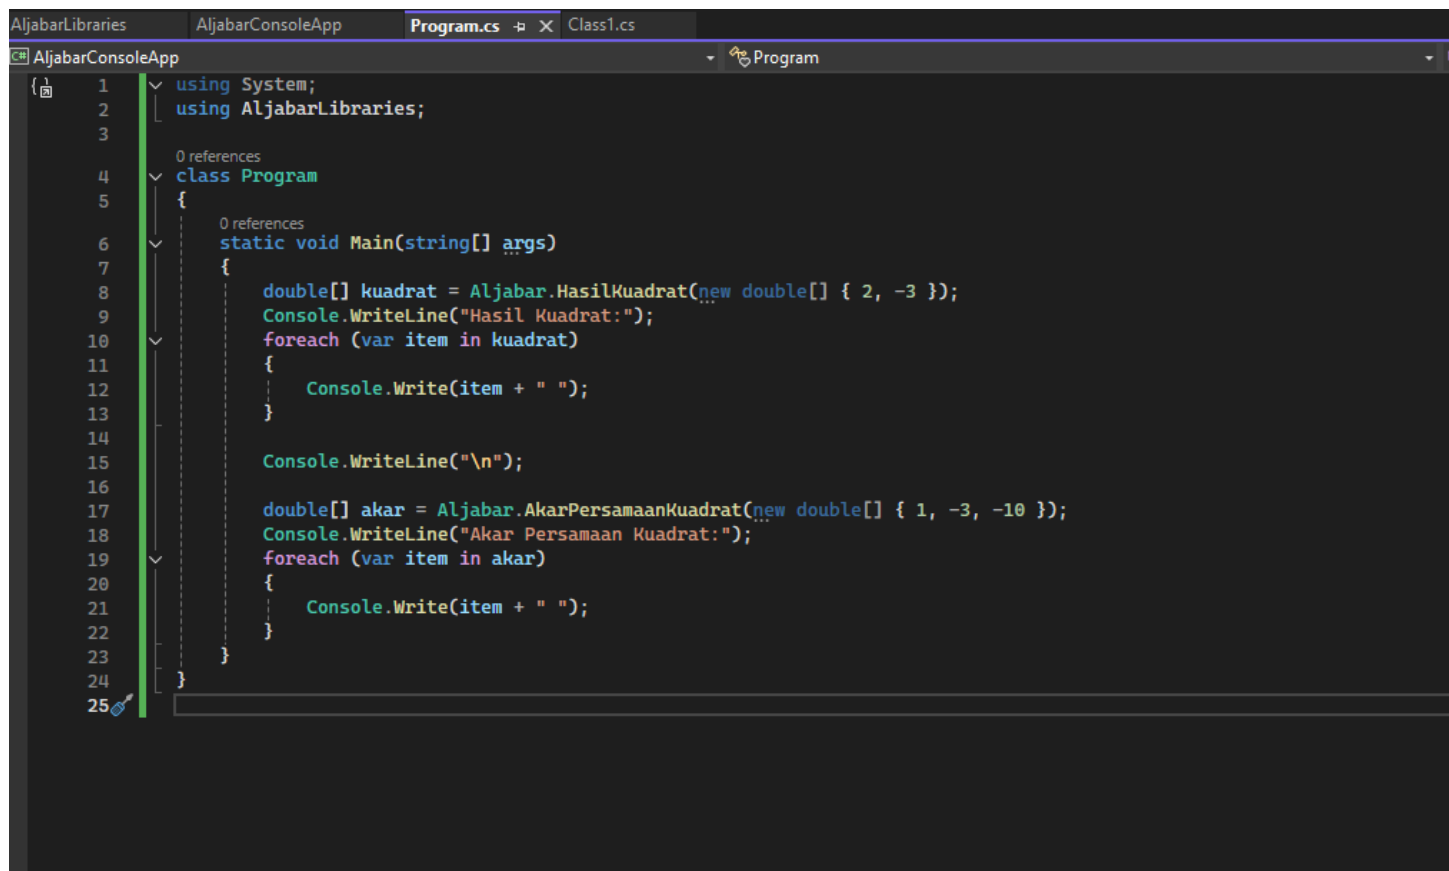 AljabarLibraries AljabarConsoleApp Program.cs Class1.cs
C# AljabarConsoleApp Program
1 using System;
2 using AljabarLibraries;
3
0 references
4 class Program
5 {
0 references
6 static void Main(string[] args)
7 {
8 double[] kuadrat = Aljabar.HasilKuadrat(new double[] { 2, -3 });
9 Console.WriteLine("Hasil Kuadrat:");
10 foreach (var item in kuadrat)
11 {
12 Console.Write(item + " ");
13 }
14
15 Console.WriteLine("\n");
16
17 double[] akar = Aljabar.AkarPersamaanKuadrat(new double[] { 1, -3, -10 });
18 Console.WriteLine("Akar Persamaan Kuadrat:");
19 foreach (var item in akar)
20 {
21 Console.Write(item + " ");
22 }
23 }
24 }
25